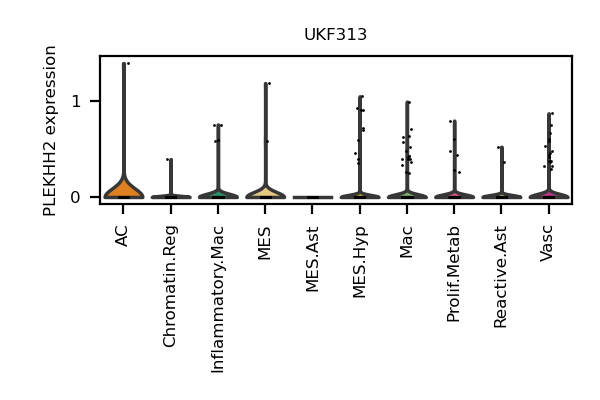 UKF313
PLEKHH2 expression
1
0
AC
Chromatin.Reg
Inflammatory.Mac
MES
MES.Ast
MES.Hyp
Mac
Prolif.Metab
Reactive.Ast
Vasc